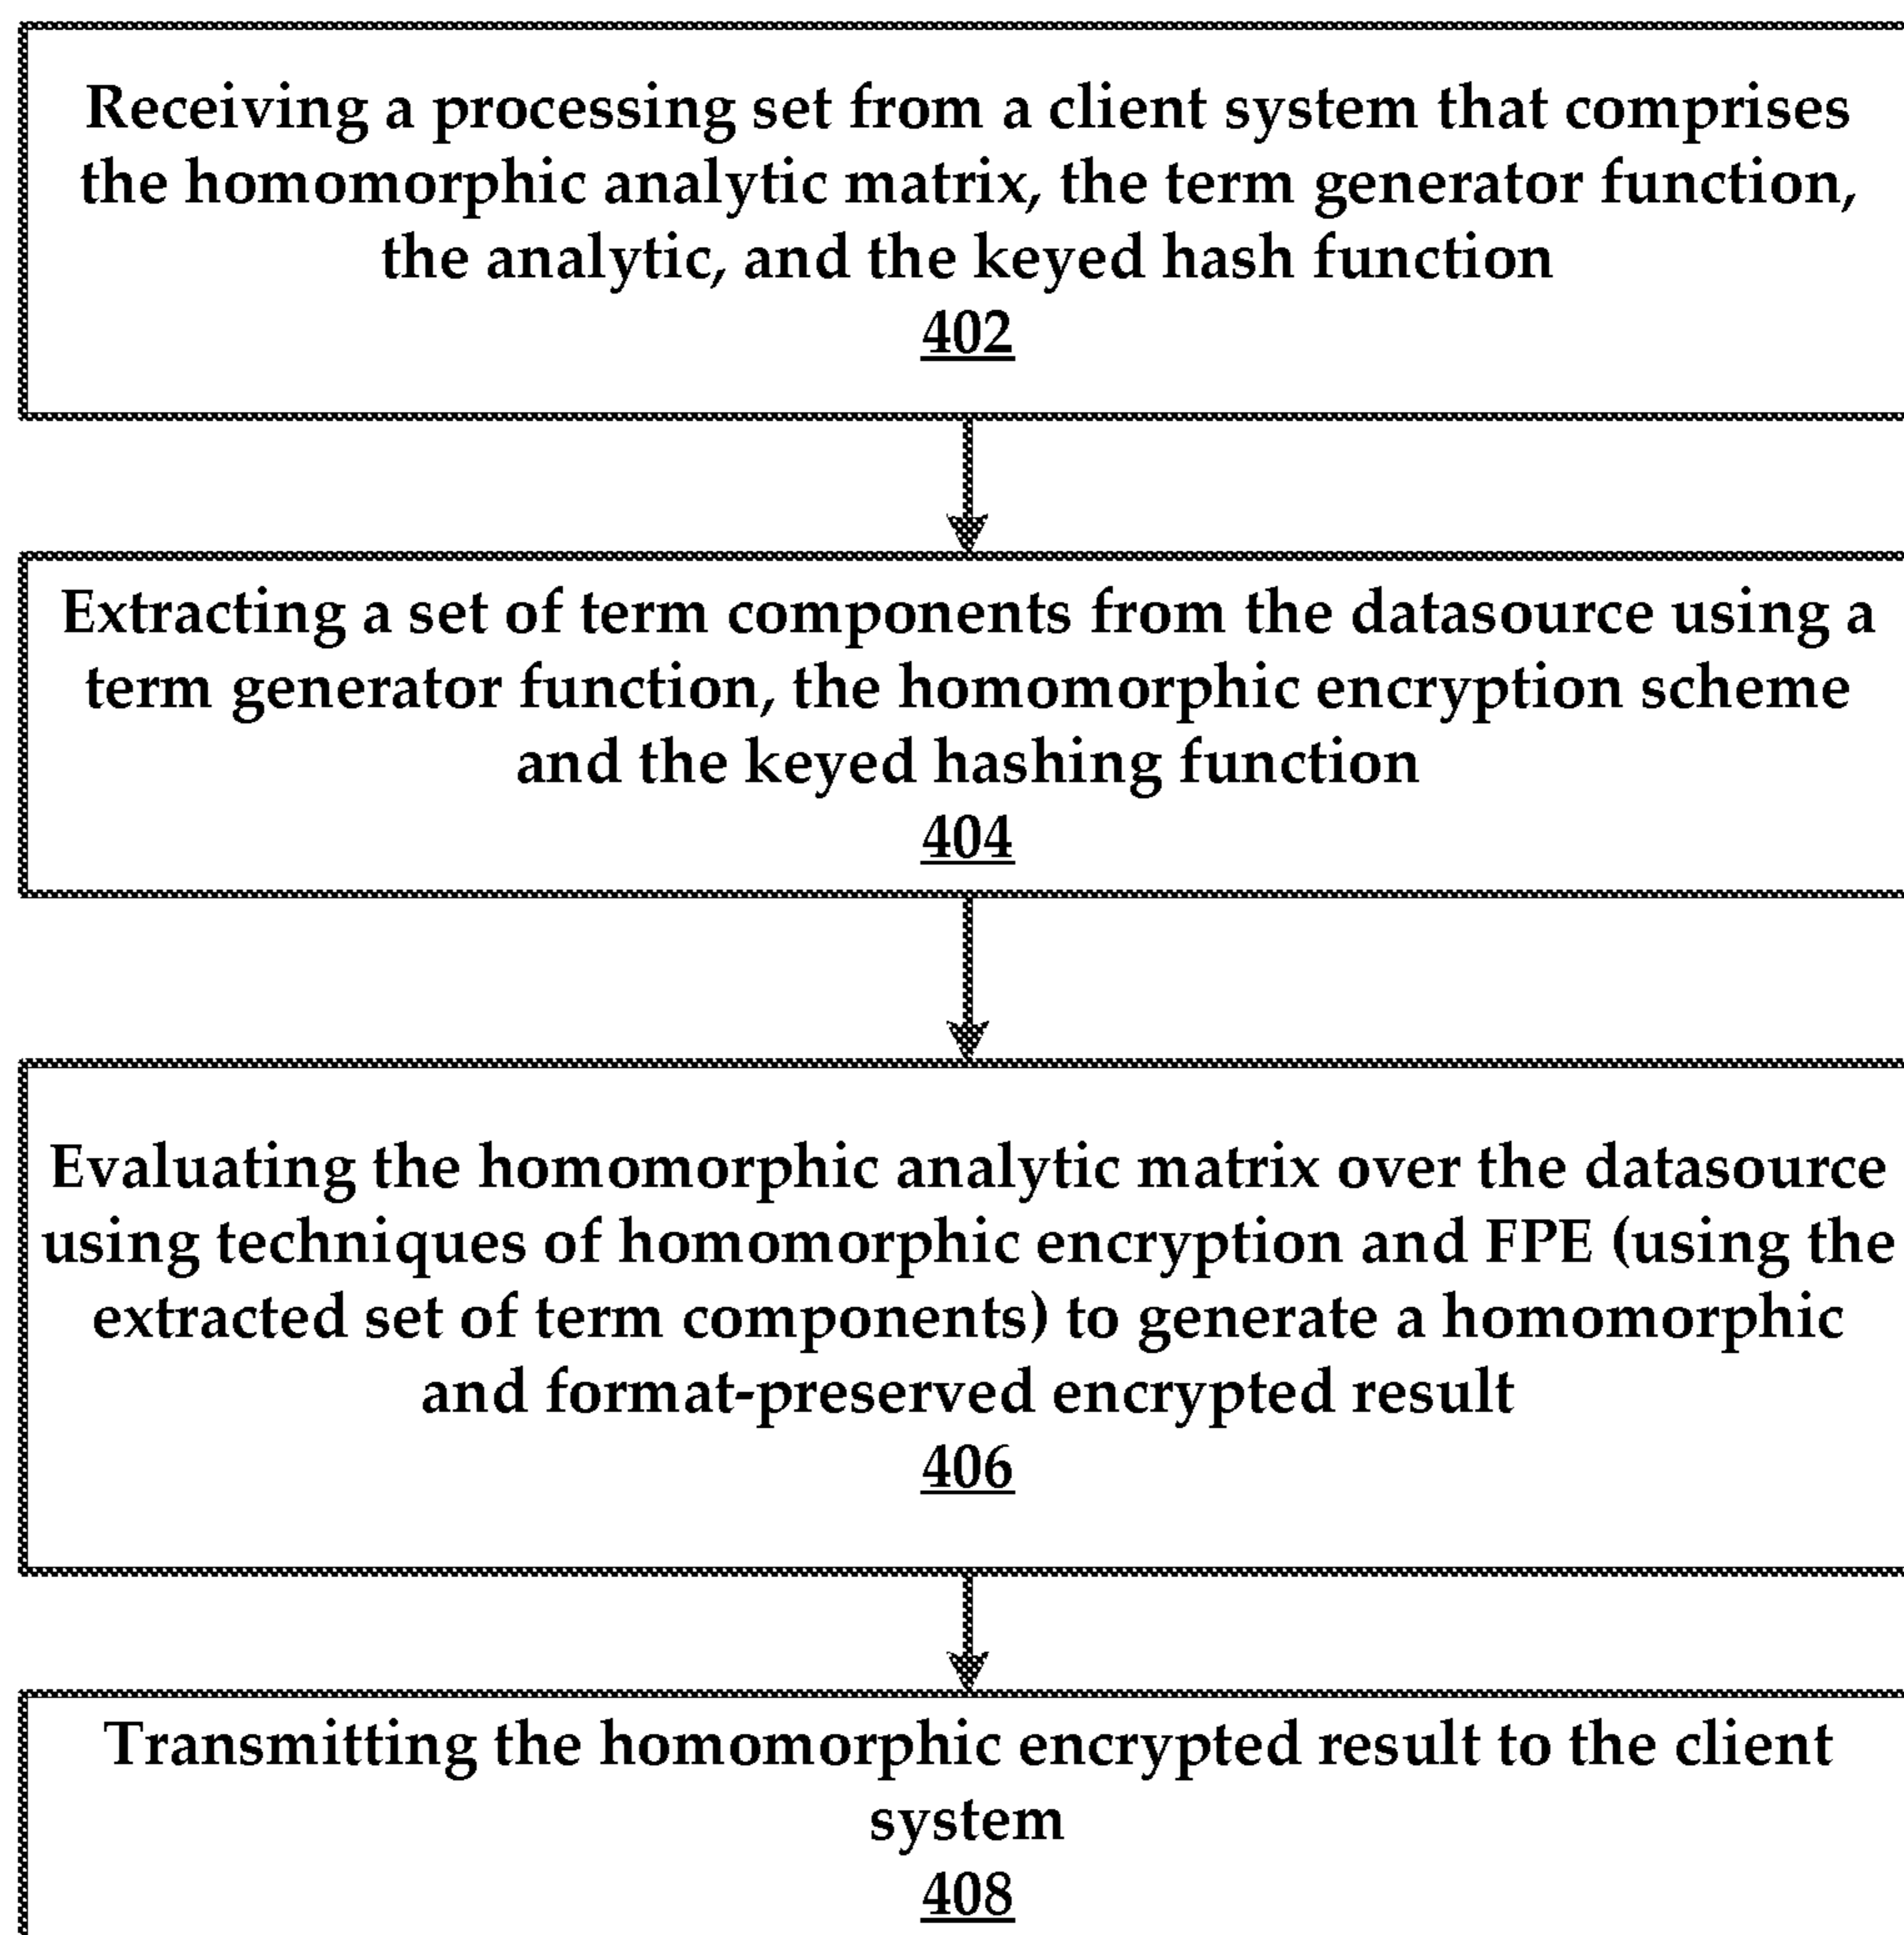 Receiving a processing set from a client system that comprises
the homomorphic analytic matrix, the term generator function,
the analytic, and the keyed hash function
402
Extracting a set of term components from the datasource using a
term generator function, the homomorphic encryption scheme
and the keyed hashing function
404
Evaluating the homomorphic analytic matrix over the datasource
using techniques of homomorphic encryption and FPE (using the
extracted set of term components) to generate a homomorphic
and format-preserved encrypted result
406
Transmitting the homomorphic encrypted result to the client
system
408